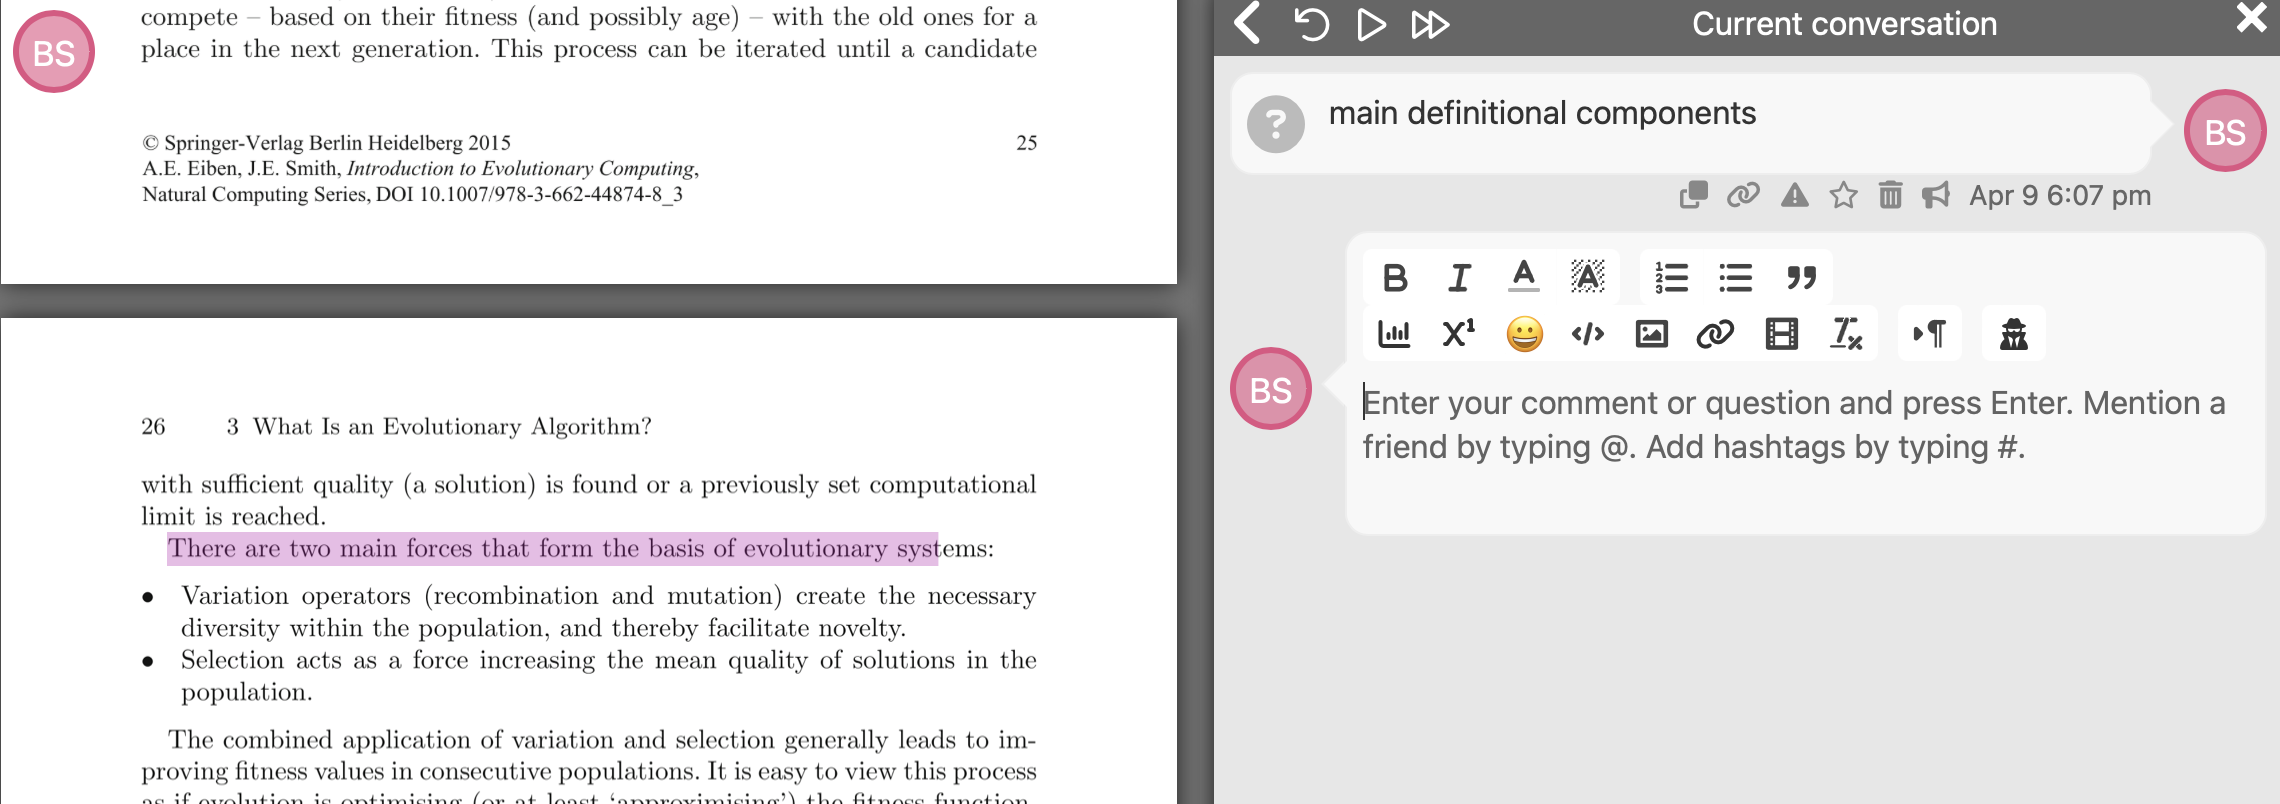 compete – based on their fitness (and possibly age) – with the old ones for a
place in the next generation. This process can be iterated until a candidate
BS
© Springer-Verlag Berlin Heidelberg 2015
25
A.E. Eiben, J.E. Smith, Introduction to Evolutionary Computing,
Natural Computing Series, DOI 10.1007/978-3-662-44874-8_3
26 3 What Is an Evolutionary Algorithm?
with sufficient quality (a solution) is found or a previously set computational
limit is reached.
There are two main forces that form the basis of evolutionary systems:
• Variation operators (recombination and mutation) create the necessary
diversity within the population, and thereby facilitate novelty.
• Selection acts as a force increasing the mean quality of solutions in the
population.
The combined application of variation and selection generally leads to im-
proving fitness values in consecutive populations. It is easy to view this process
as if evolution is optimising (or at least ‘approximising’) the fitness function,
Current conversation
? main definitional components
BS
Apr 9 6:07 pm
BS
Enter your comment or question and press Enter. Mention a
friend by typing @. Add hashtags by typing #.